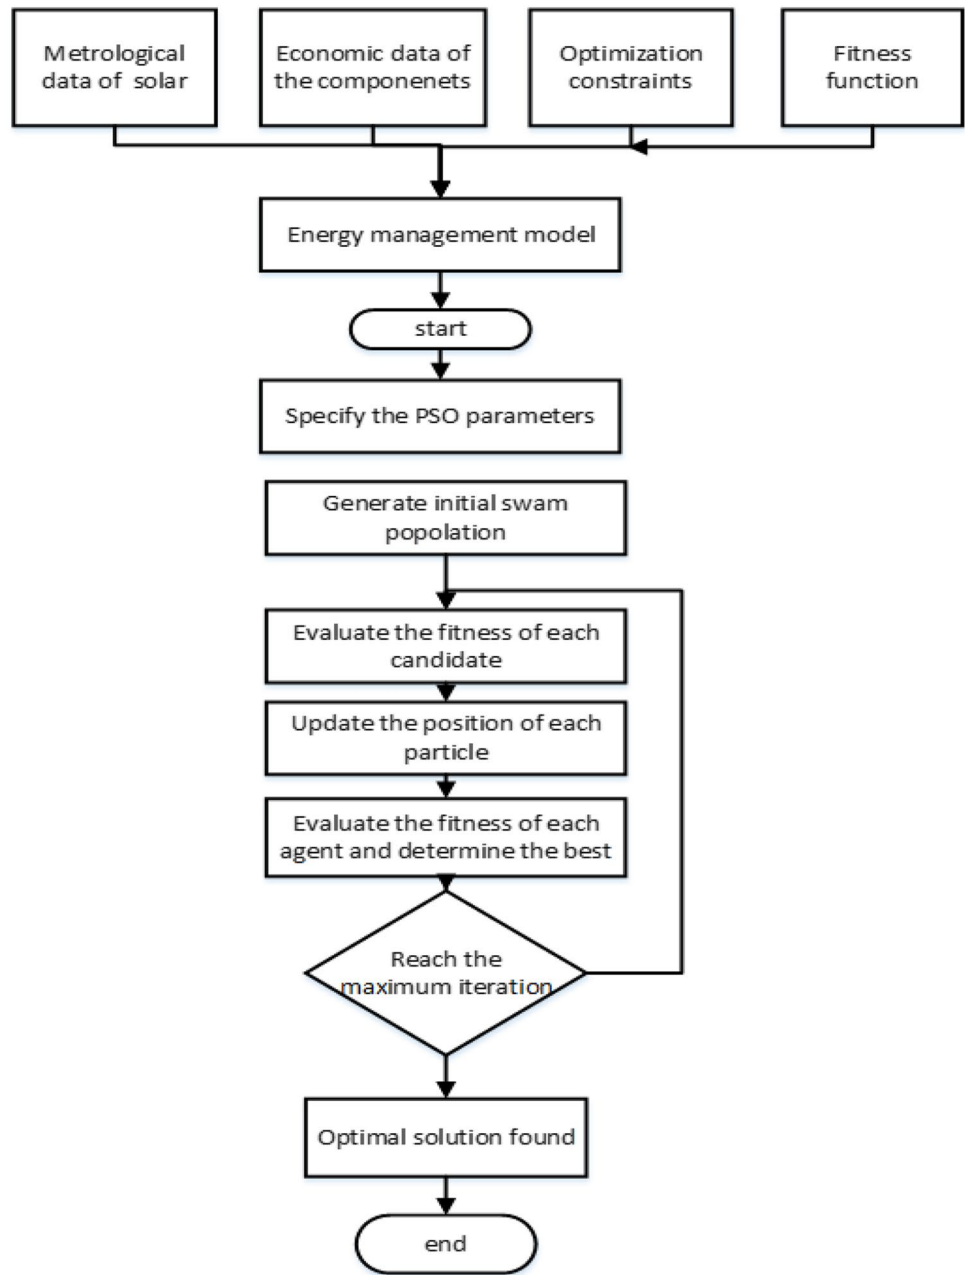 Metrological
data of solar
Economic data of
the componenets
Optimization
constraints
Fitness
function
Energy management model
start
Specify the PSO parameters
Generate initial swam
popolation
Evaluate the fitness of each
candidate
Update the position of each
particle
Evaluate the fitness of each
agent and determine the best
Reach the
maximum iteration
Optimal solution found
end